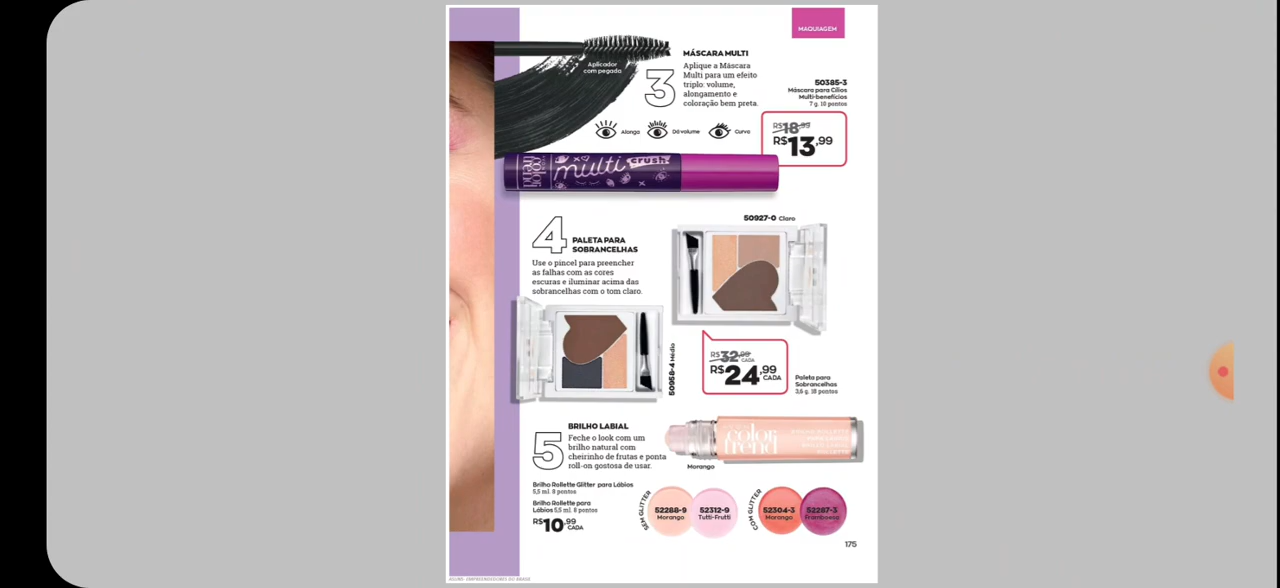 MAQUIAGEM
Aplicador
com pegada
3
MÁSCARA MULTI
Aplique a Máscara
Multi para um efeito
triplo: volume,
alongamento e
coloração bem preta.
50385-3
Máscara para Cílios
Multi-benefícios
7 g. 10 pontos
Alonga
Dá volume
Curva
R$18,99
R$13,99
color
trend
multi crush
4
PALETA PARA
SOBRANCELHAS
Use o pincel para preencher
as falhas com as cores
escuras e iluminar acima das
sobrancelhas com o tom claro.
50927-0 Claro
50958-4 Médio
R$32,99
CADA
R$24,99
CADA
Paleta para
Sobrancelhas
3,6 g. 18 pontos
5
BRILHO LABIAL
Feche o look com um
brilho natural com
cheirinho de frutas e ponta
roll-on gostosa de usar.
color
trend
Morango
Brilho Rollette Glitter para Lábios
5,5 ml. 8 pontos
Brilho Rollette para
Lábios 5,5 ml. 8 pontos
R$10,99
CADA
SEM GLITTER
52288-9
Morango
52312-9
Tutti-Frutti
COM GLITTER
52304-3
Morango
52287-3
Framboesa
175